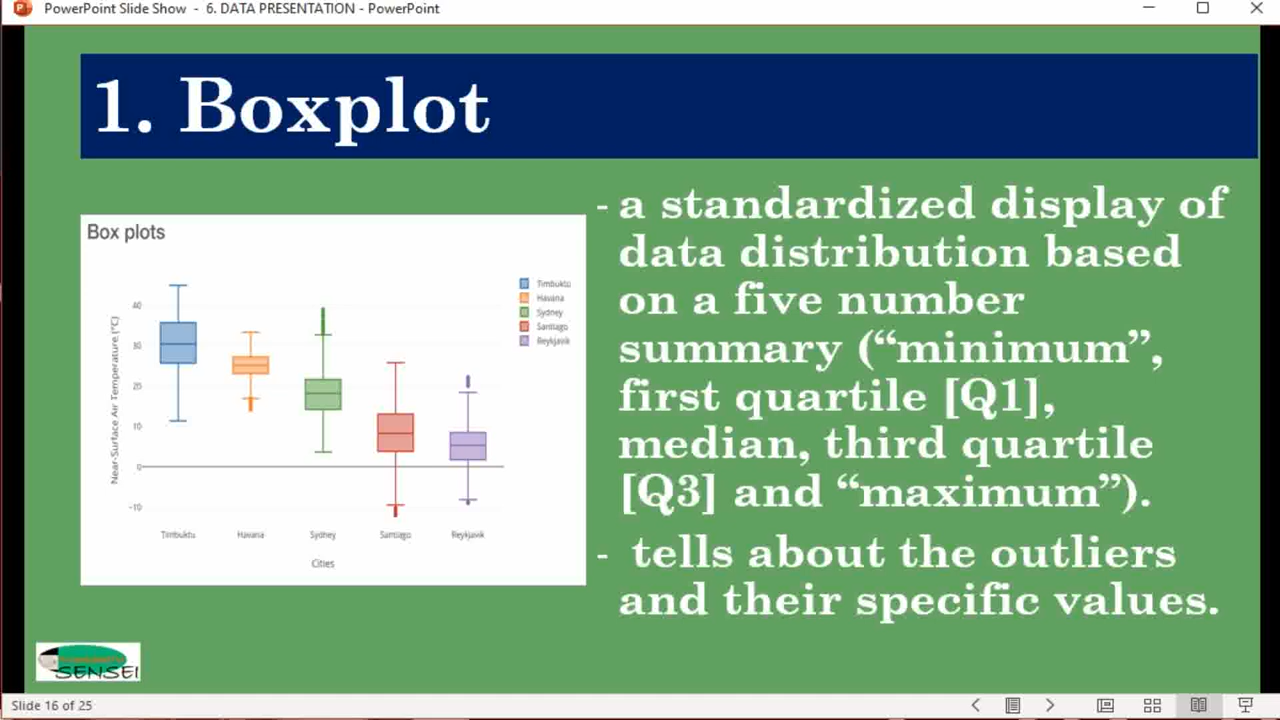 PowerPoint Slide Show - 6. DATA PRESENTATION - PowerPoint
1. Boxplot
Box plots
Timbuktu
Havana
Sydney
Santiago
Reykjavik
Near-Surface Air Temperature (°C)
40
30
20
10
0
-10
Timbuktu Havana Sydney Santiago Reykjavik
Cities
- a standardized display of
data distribution based
on a five number
summary (“minimum”,
first quartile [Q1],
median, third quartile
[Q3] and “maximum”).
- tells about the outliers
and their specific values.
SENSEI
Slide 16 of 25